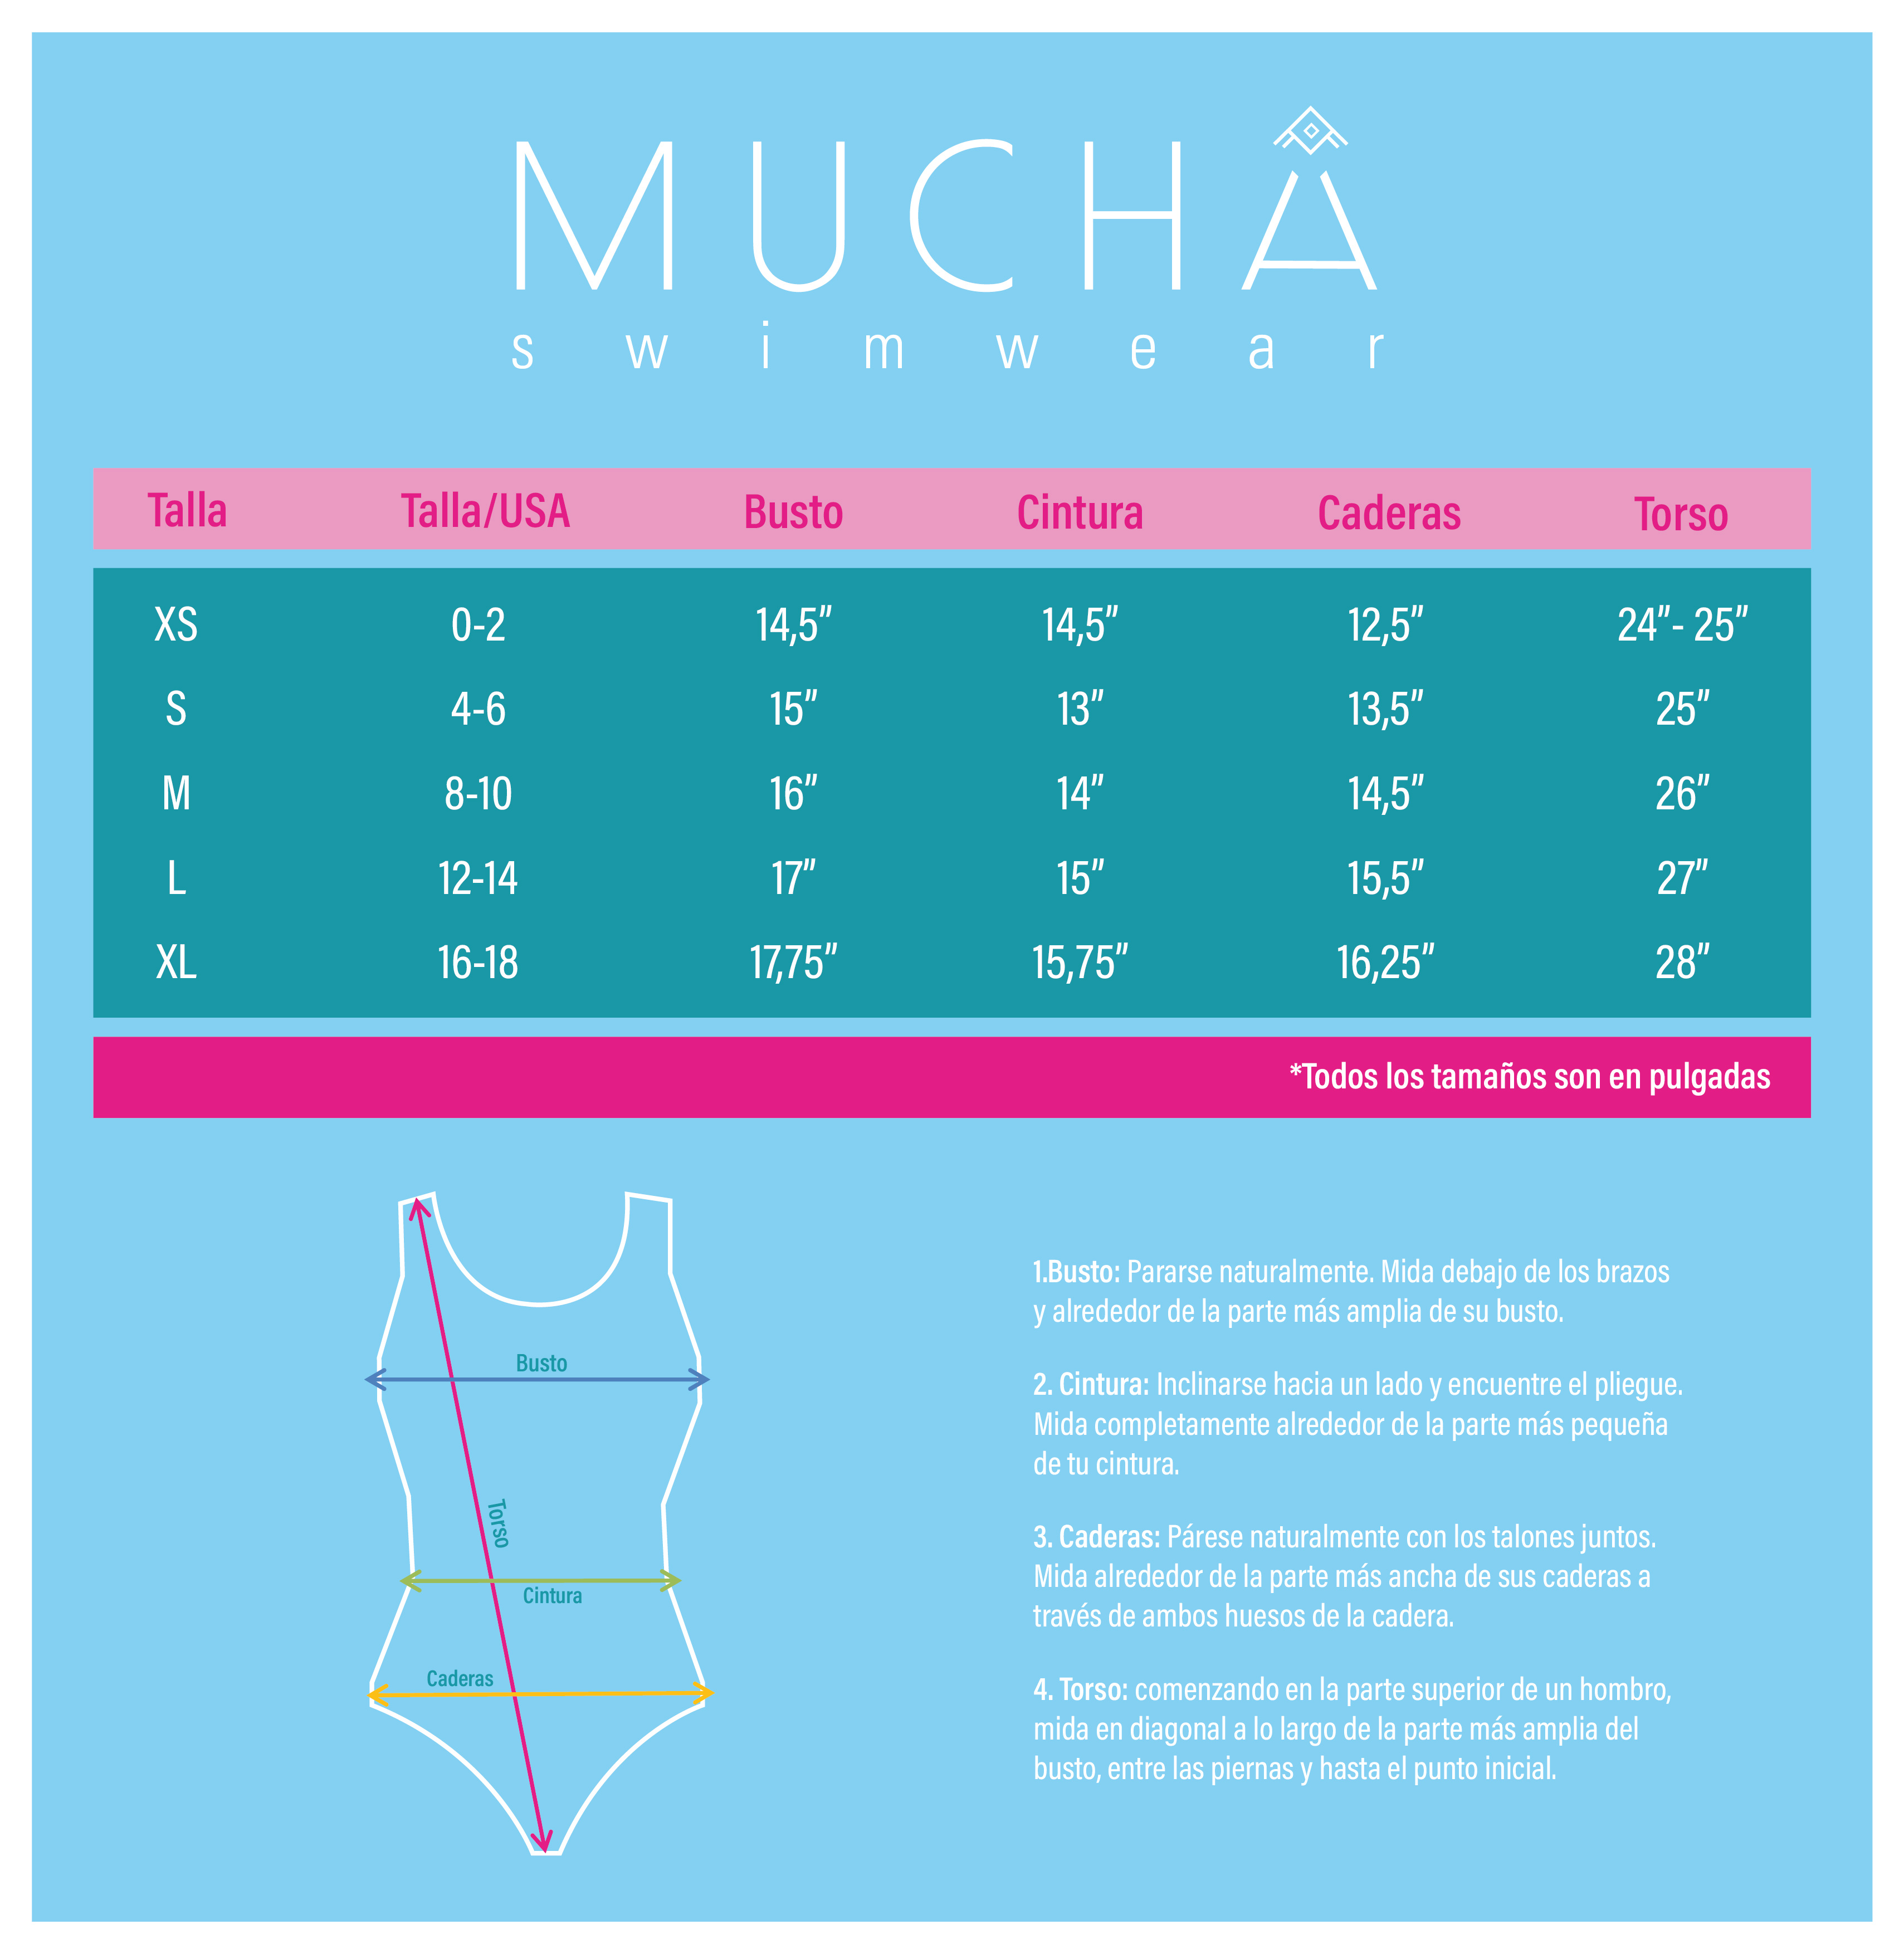 MUCHA
swimwear
Talla Talla/USA Busto Cintura Caderas Torso
XS 0-2 14,5” 14,5” 12,5” 24”- 25”
S 4-6 15” 13” 13,5” 25”
M 8-10 16” 14” 14,5” 26”
L 12-14 17” 15” 15,5” 27”
XL 16-18 17,75” 15,75” 16,25” 28”
*Todos los tamaños son en pulgadas
Busto
Torso
Cintura
Caderas
1.Busto: Pararse naturalmente. Mida debajo de los brazos
y alrededor de la parte más amplia de su busto.
2. Cintura: Inclinarse hacia un lado y encuentre el pliegue.
Mida completamente alrededor de la parte más pequeña
de tu cintura.
3. Caderas: Párese naturalmente con los talones juntos.
Mida alrededor de la parte más ancha de sus caderas a
través de ambos huesos de la cadera.
4. Torso: comenzando en la parte superior de un hombro,
mida en diagonal a lo largo de la parte más amplia del
busto, entre las piernas y hasta el punto inicial.